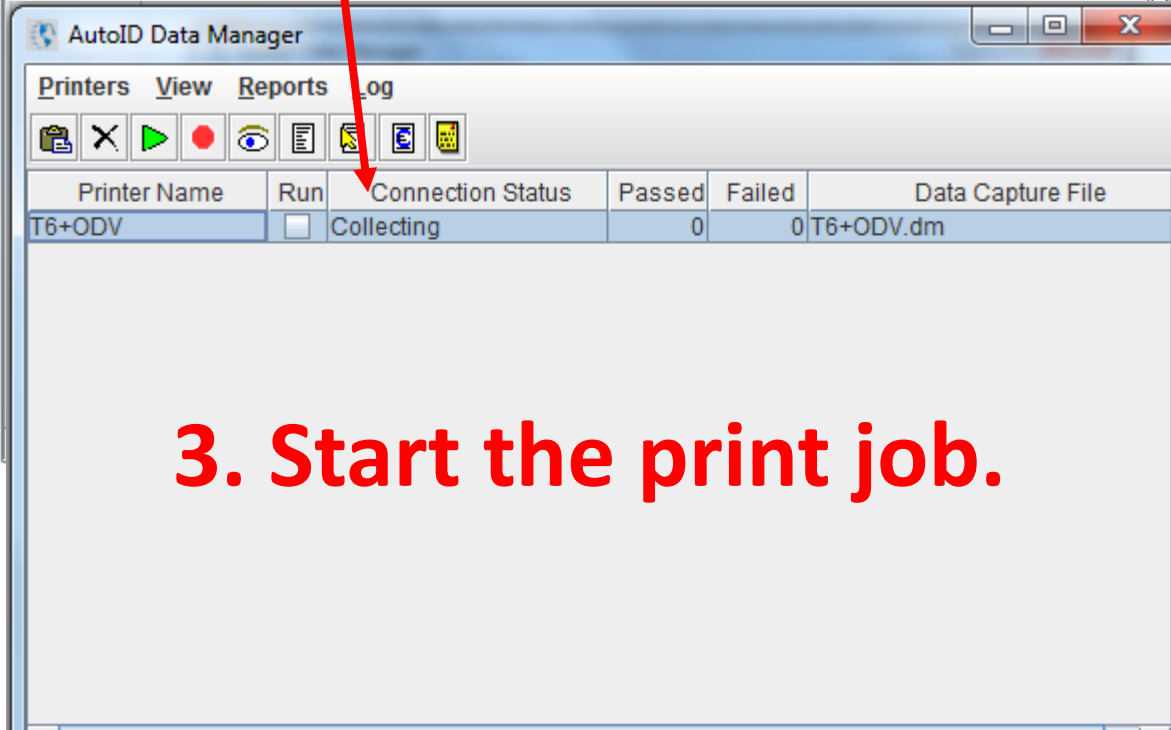 AutoID Data Manager
Printers View Reports Log
Printer Name Run Connection Status Passed Failed Data Capture File
T6+ODV Collecting 0 0 T6+ODV.dm
3. Start the print job.